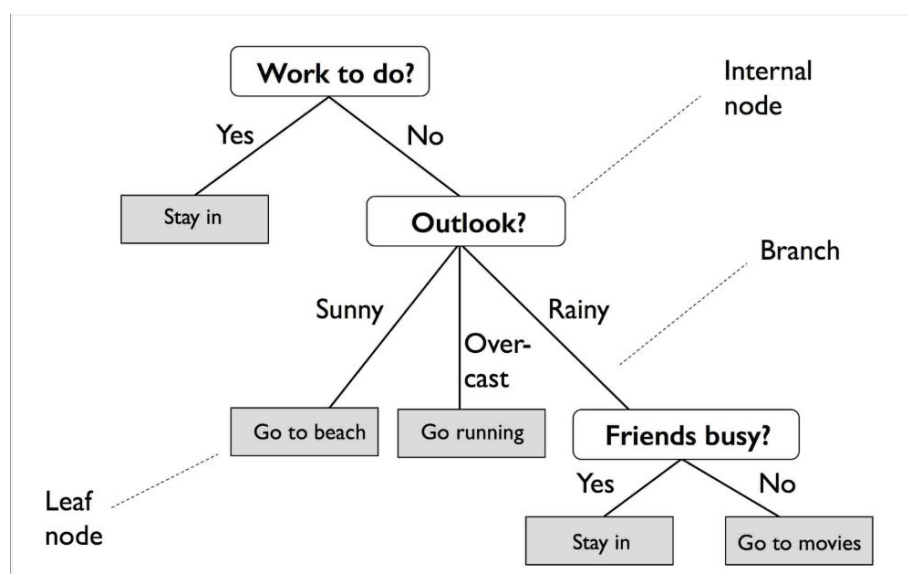 Work to do?
Internal
node
Yes
No
Stay in
Outlook?
Branch
Sunny
Over-
cast
Rainy
Go to beach
Go running
Friends busy?
Leaf
node
Yes
No
Stay in
Go to movies